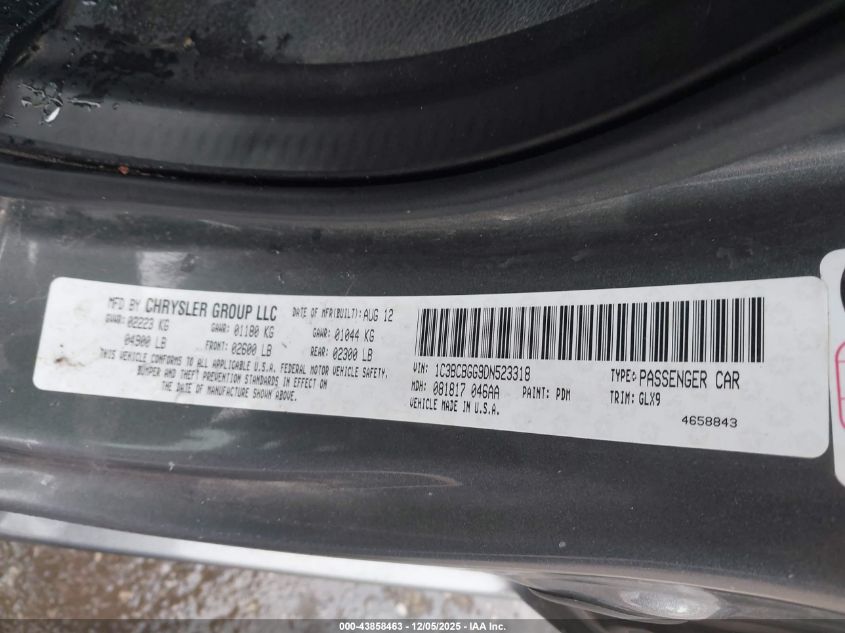 MFD BY CHRYSLER GROUP LLC DATE OF MFR(BUILT): AUG 12
GVWR: 02223 KG GAWR: 01180 KG GAWR: 01044 KG
04900 LB FRONT: 02600 LB REAR: 02300 LB
THIS VEHICLE CONFORMS TO ALL APPLICABLE U.S.A. FEDERAL MOTOR VEHICLE SAFETY,
BUMPER AND THEFT PREVENTION STANDARDS IN EFFECT ON
THE DATE OF MANUFACTURE SHOWN ABOVE.
VIN: 1C3BCBGG9DN523318 TYPE: PASSENGER CAR
MDH: 081817 046AA PAINT: PDM TRIM: GLX9
VEHICLE MADE IN U.S.A. 4658843
000-43858463 - 12/05/2025 - IAA Inc.